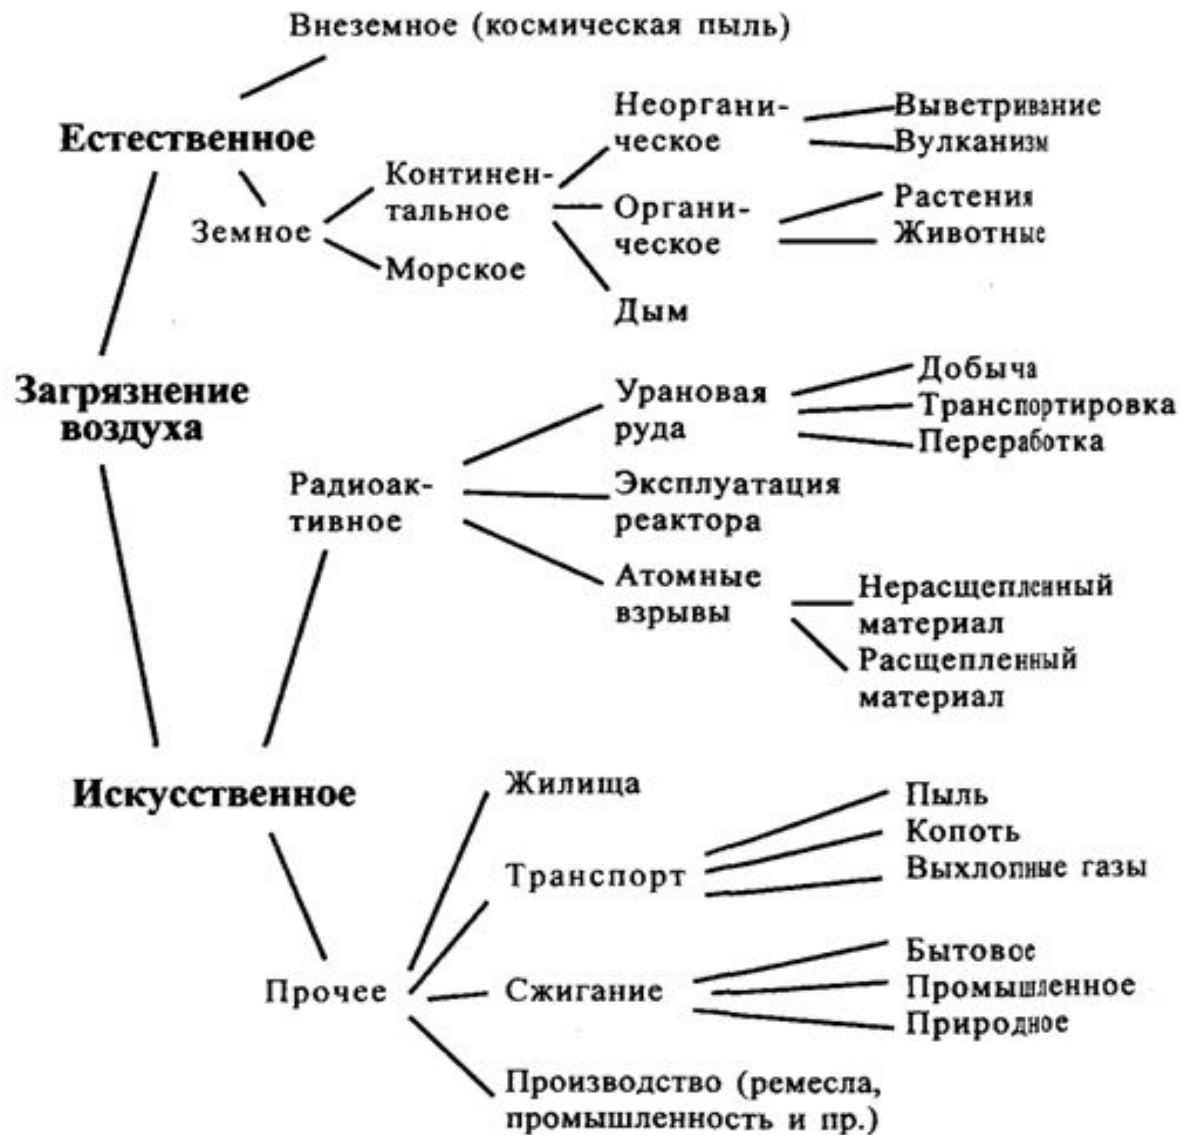 Внеземное (космическая пыль)
Естественное
Земное
Континен-
тальное
Морское
Неоргани-
ческое
Выветривание
Вулканизм
Органи-
ческое
Растения
Животные
Дым
Загрязнение
воздуха
Радиоак-
тивное
Урановая
руда
Добыча
Транспортировка
Переработка
Эксплуатация
реактора
Атомные
взрывы
Нерасщепленный
материал
Расщепленный
материал
Искусственное
Прочее
Жилища
Транспорт
Пыль
Копоть
Выхлопные газы
Сжигание
Бытовое
Промышленное
Природное
Производство (ремесла,
промышленность и пр.)